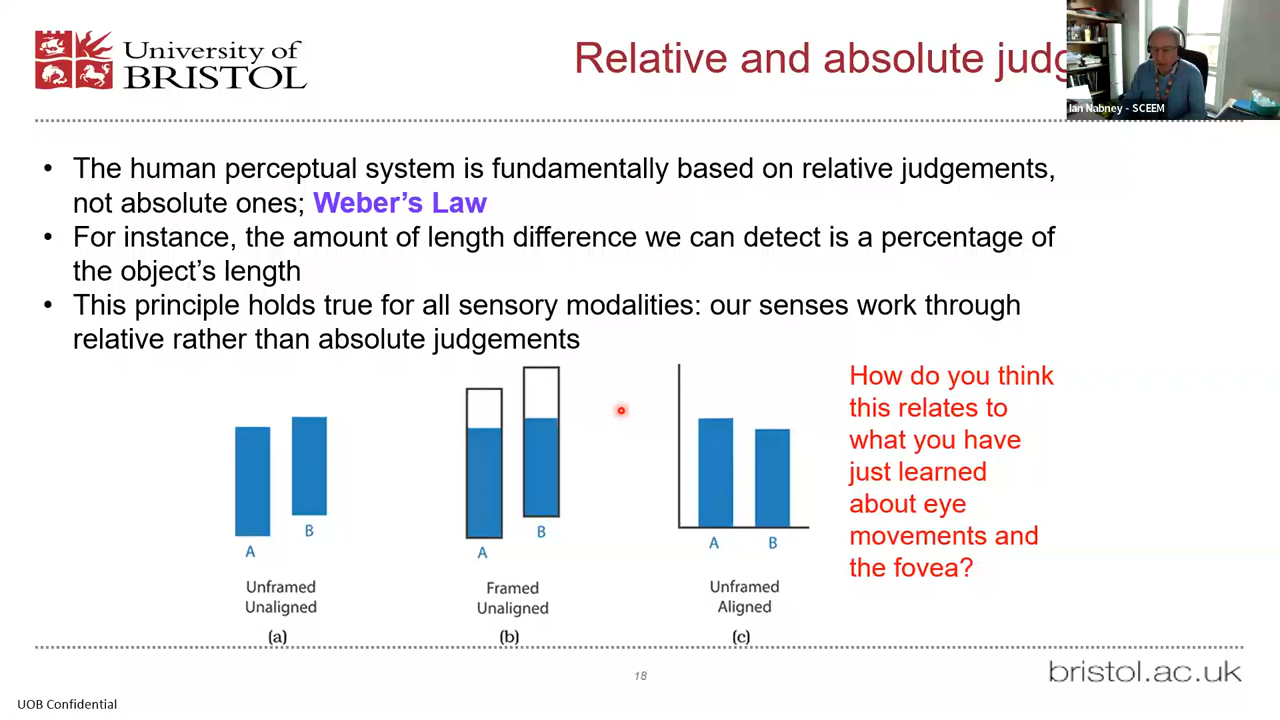 University of
BRISTOL
Relative and absolute judg
Ian Nabney - SCEEM
• The human perceptual system is fundamentally based on relative judgements,
not absolute ones; Weber's Law
• For instance, the amount of length difference we can detect is a percentage of
the object's length
• This principle holds true for all sensory modalities: our senses work through
relative rather than absolute judgements
A
B
Unframed
Unaligned
(a)
A
B
Framed
Unaligned
(b)
A
B
Unframed
Aligned
(c)
How do you think
this relates to
what you have
just learned
about eye
movements and
the fovea?
18
bristol.ac.uk
UOB Confidential